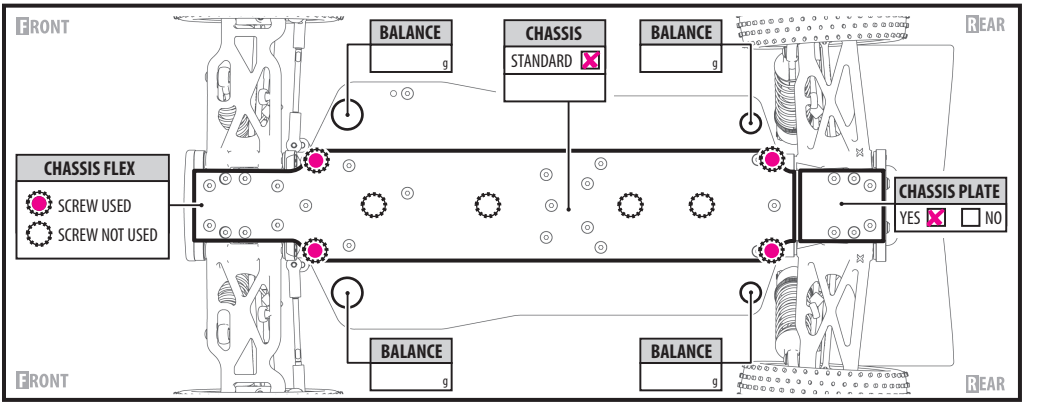 FRONT
BALANCE
g
CHASSIS
STANDARD
BALANCE
g
REAR
CHASSIS FLEX
SCREW USED
SCREW NOT USED
CHASSIS PLATE
YES NO
FRONT
BALANCE
g
BALANCE
g
REAR